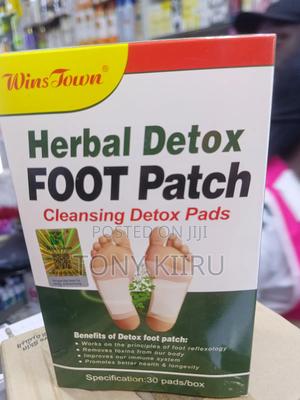 Wins Town®
Herbal Detox
FOOT Patch
Cleansing Detox Pads
POSTED ON JIJI
TONY KIIRU
Benefits of Detox foot patch:
• Works on the principles of foot reflexology
• Removes toxins from our body
• Improves our immune system
• Promotes better health & longevity
Specification:30 pads/box